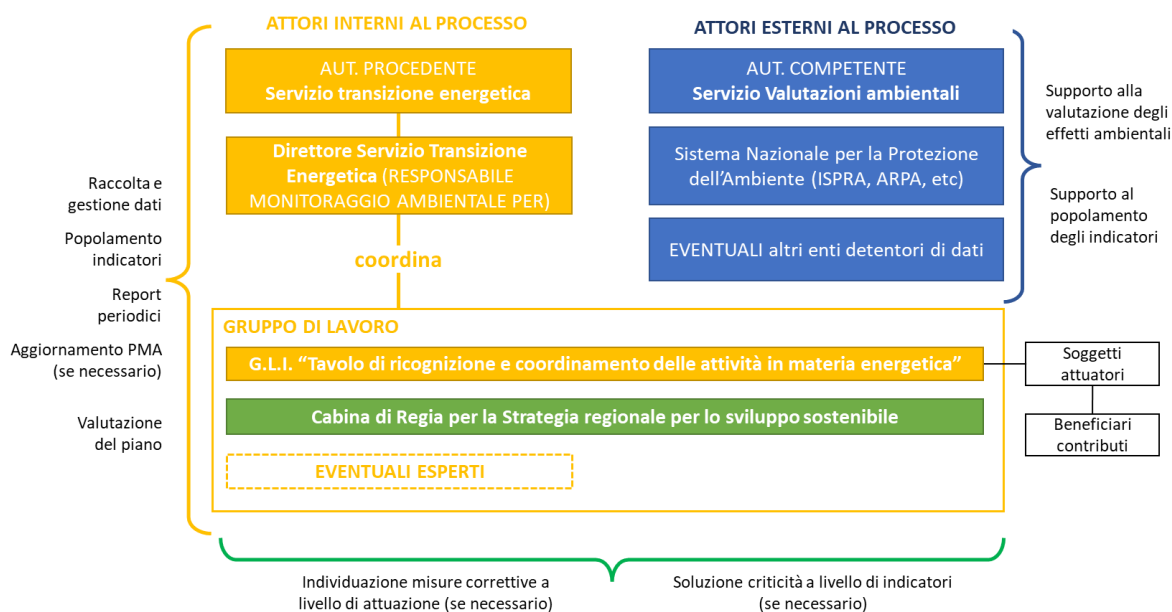 ATTORI INTERNI AL PROCESSO
AUT. PROCEDENTE
Servizio transizione energetica
Direttore Servizio Transizione
Energetica (RESPONSABILE
MONITORAGGIO AMBIENTALE PER)
coordina
Raccolta e
gestione dati
Popolamento
indicatori
Report
periodici
Aggiornamento PMA
(se necessario)
Valutazione
del piano
ATTORI ESTERNI AL PROCESSO
AUT. COMPETENTE
Servizio Valutazioni ambientali
Sistema Nazionale per la Protezione
dell'Ambiente (ISPRA, ARPA, etc)
EVENTUALI altri enti detentori di dati
Supporto alla
valutazione degli
effetti ambientali
Supporto al
popolamento
degli indicatori
GRUPPO DI LAVORO
G.L.I. “Tavolo di ricognizione e coordinamento delle attività in materia energetica”
Cabina di Regia per la Strategia regionale per lo sviluppo sostenibile
EVENTUALI ESPERTI
Soggetti
attuatori
Beneficiari
contributi
Individuazione misure correttive a
livello di attuazione (se necessario)
Soluzione criticità a livello di indicatori
(se necessario)